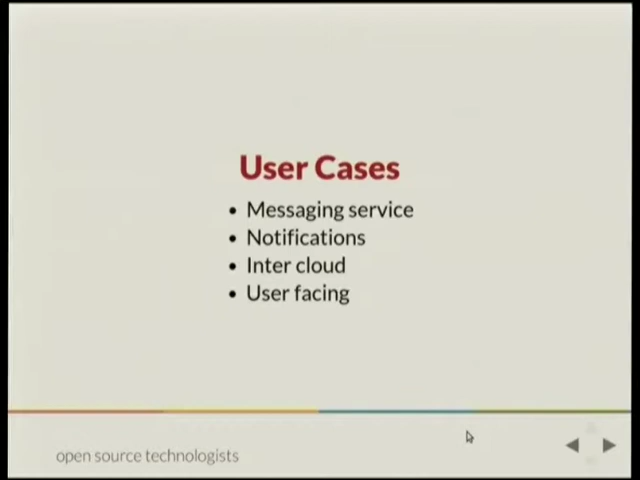 User Cases
• Messaging service
• Notifications
• Inter cloud
• User facing
open source technologists